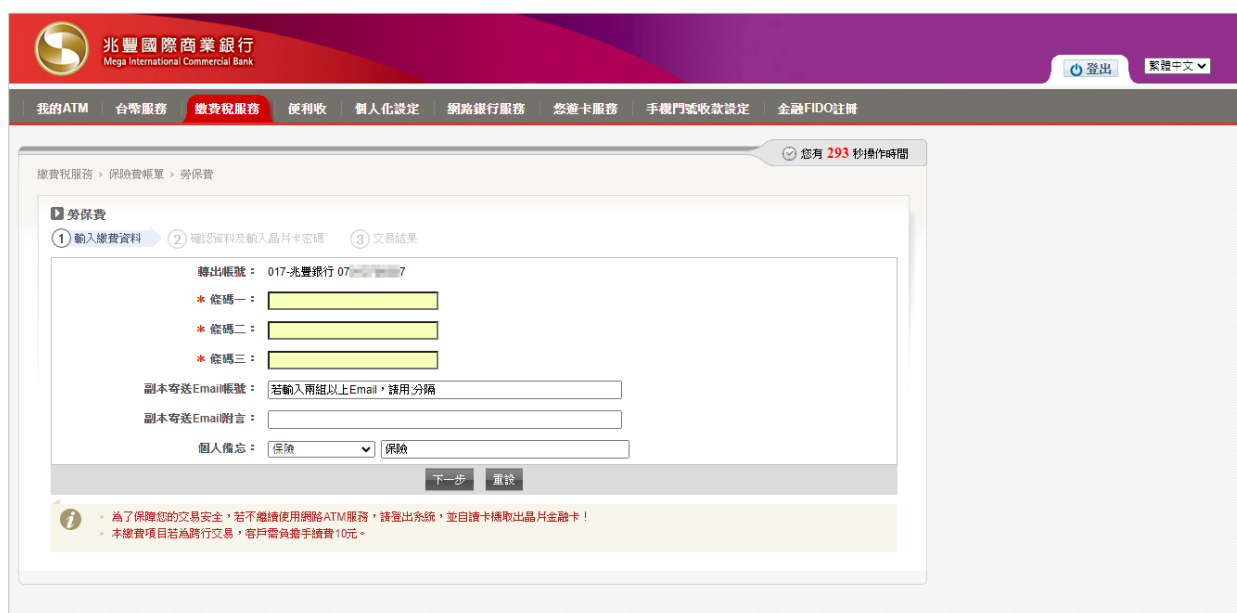 兆豐國際商業銀行
Mega International Commercial Bank
登出
繁體中文
我的ATM 台幣服務 繳費稅服務 便利收 個人化設定 網路銀行服務 悠遊卡服務 手機門號收款設定 金融FIDO註冊
您有 293 秒操作時間
繳費稅服務 › 保險費帳單 › 勞保費
勞保費
1 輸入繳費資料 2 確認資料及輸入晶片卡密碼 3 交易結果
轉出帳號： 017-兆豐銀行 07 7
* 條碼一：
* 條碼二：
* 條碼三：
副本寄送Email帳號： 若輸入兩組以上Email，請用;分隔
副本寄送Email附言：
個人備忘： 保險 保險
下一步 重設
為了保障您的交易安全，若不繼續使用網路ATM服務，請登出系統，並自讀卡機取出晶片金融卡！
本繳費項目若為跨行交易，客戶需負擔手續費10元。